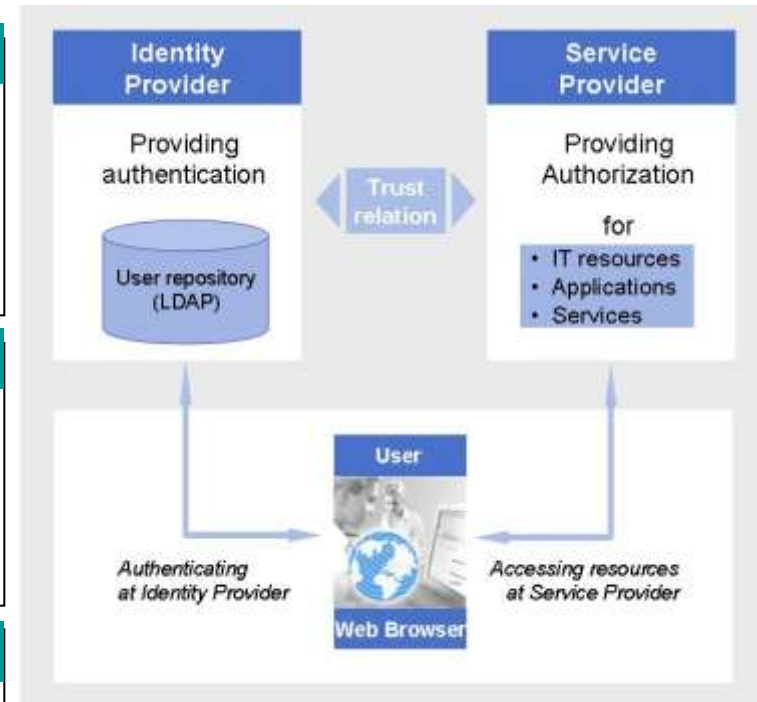 Identity
Provider
Providing
authentication
User repository
(LDAP)
Trust
relation
Service
Provider
Providing
Authorization
for
• IT resources
• Applications
• Services
User
Web Browser
Authenticating
at Identity Provider
Accessing resources
at Service Provider